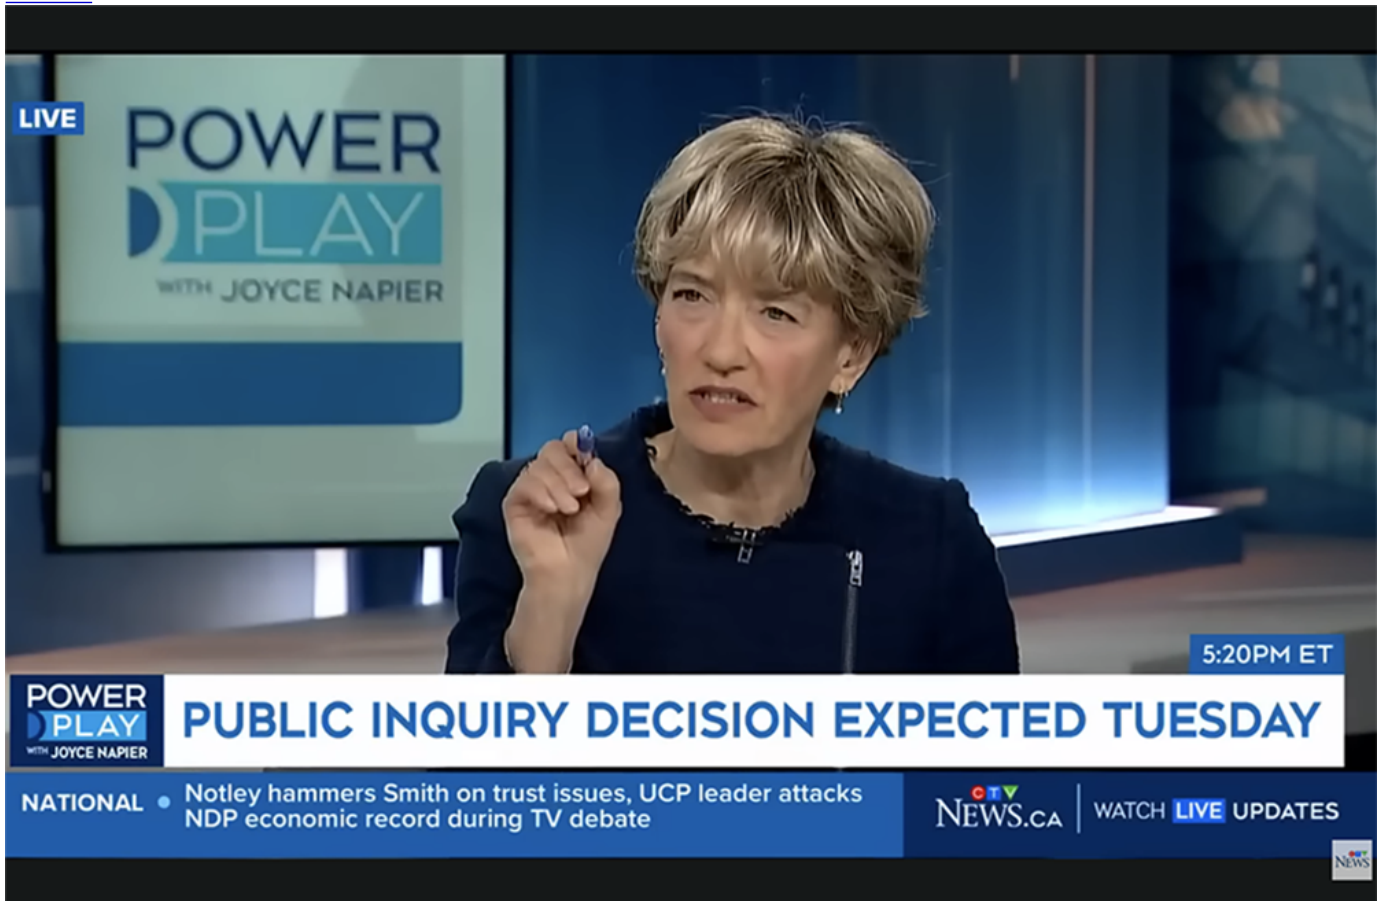 LIVE
POWER
PLAY
WITH JOYCE NAPIER
5:20PM ET
POWER
PLAY
WITH JOYCE NAPIER
PUBLIC INQUIRY DECISION EXPECTED TUESDAY
NATIONAL • Notley hammers Smith on trust issues, UCP leader attacks
NDP economic record during TV debate
CTV
NEWS.CA
WATCH LIVE UPDATES
CTV
NEWS